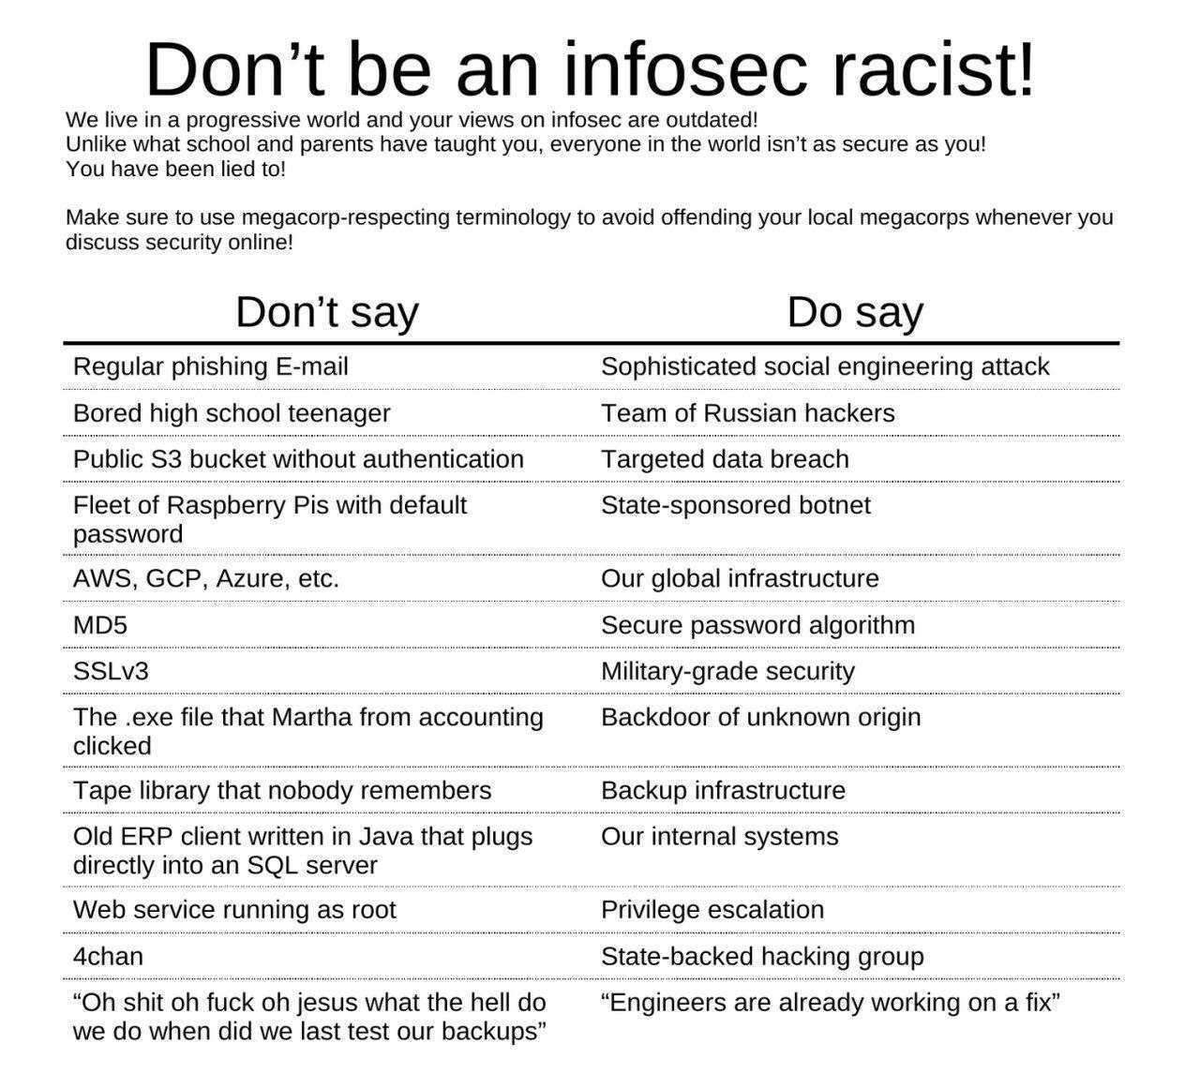 Don’t be an infosec racist!
We live in a progressive world and your views on infosec are outdated!
Unlike what school and parents have taught you, everyone in the world isn’t as secure as you!
You have been lied to!
Make sure to use megacorp-respecting terminology to avoid offending your local megacorps whenever you
discuss security online!
Don’t say Do say
Regular phishing E-mail Sophisticated social engineering attack
Bored high school teenager Team of Russian hackers
Public S3 bucket without authentication Targeted data breach
Fleet of Raspberry Pis with default State-sponsored botnet
password
AWS, GCP, Azure, etc. Our global infrastructure
MD5 Secure password algorithm
SSLv3 Military-grade security
The .exe file that Martha from accounting Backdoor of unknown origin
clicked
Tape library that nobody remembers Backup infrastructure
Old ERP client written in Java that plugs Our internal systems
directly into an SQL server
Web service running as root Privilege escalation
4chan State-backed hacking group
“Oh shit oh fuck oh jesus what the hell do “Engineers are already working on a fix”
we do when did we last test our backups”